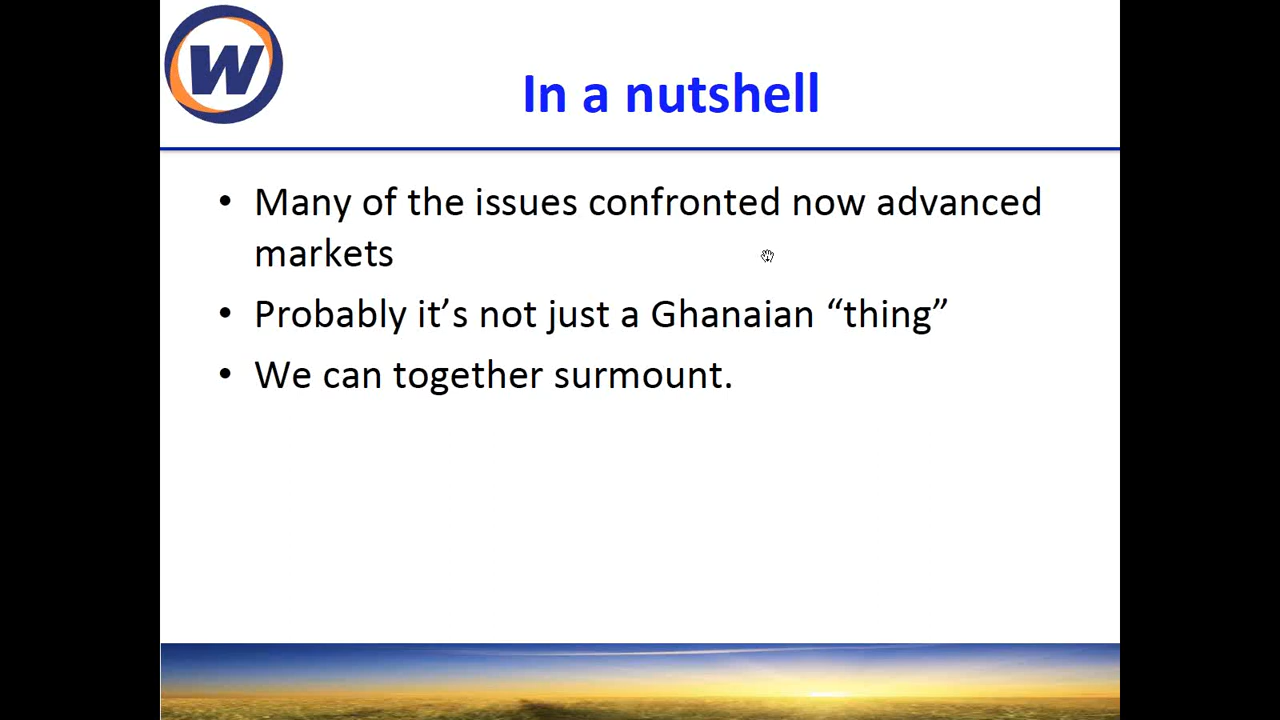 W
In a nutshell
• Many of the issues confronted now advanced
markets
• Probably it’s not just a Ghanaian “thing”
• We can together surmount.